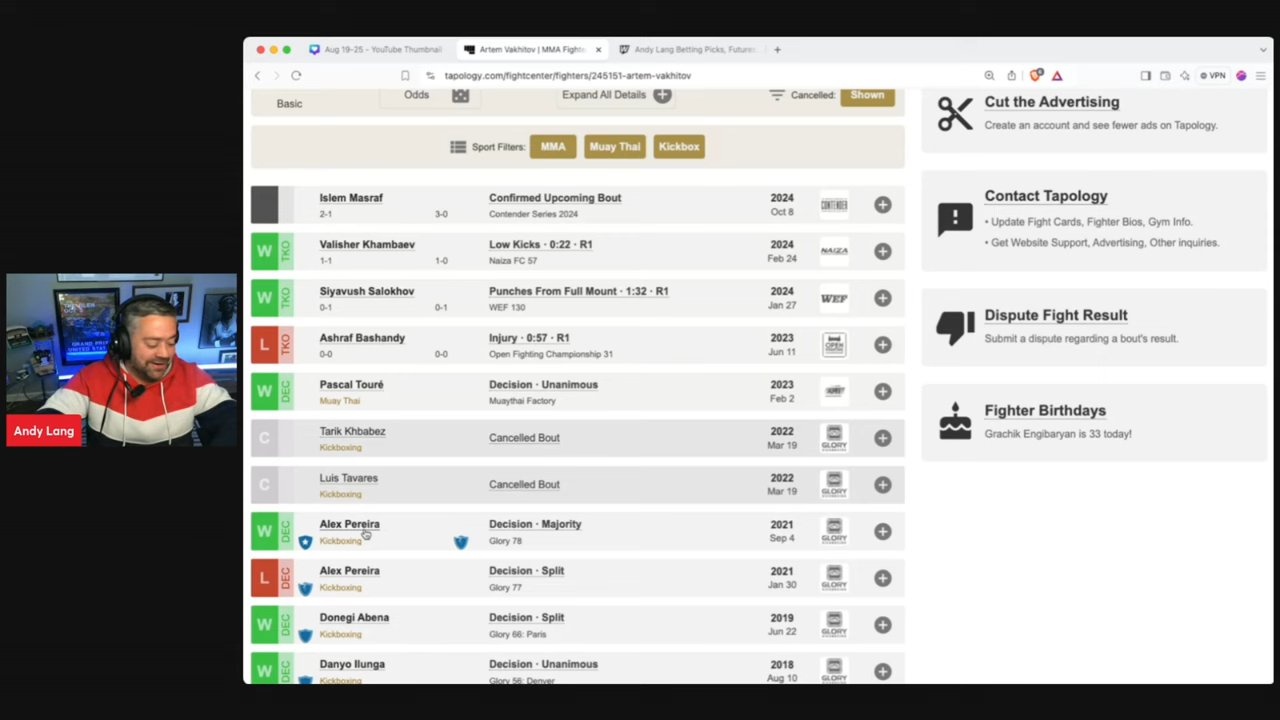 Aug 19-25 - YouTube Thumbnail
Artem Vakhitov | MMA Fight
Andy Lang Betting Picks, Future
tapology.com/fightcenter/fighters/245151-artem-vakhitov
VPN
Basic
Odds
Expand All Details
Cancelled:
Shown
Sport Filters:
MMA
Muay Thai
Kickbox
Islem Masraf
2-1
3-0
Confirmed Upcoming Bout
Contender Series 2024
2024
Oct 8
CONTENDER
W
TKO
Valisher Khambaev
1-1
1-0
Low Kicks · 0:22 · R1
Naiza FC 57
2024
Feb 24
NAIZA
W
TKO
Siyavush Salokhov
0-1
0-1
Punches From Full Mount · 1:32 · R1
WEF 130
2024
Jan 27
WEF
L
TKO
Ashraf Bashandy
0-0
0-0
Injury · 0:57 · R1
Open Fighting Championship 31
2023
Jun 11
W
DEC
Pascal Touré
Muay Thai
Decision · Unanimous
Muaythai Factory
2023
Feb 2
C
Tarik Khbabez
Kickboxing
Cancelled Bout
2022
Mar 19
GLORY
C
Luis Tavares
Kickboxing
Cancelled Bout
2022
Mar 19
GLORY
W
DEC
Alex Pereira
Kickboxing
Decision · Majority
Glory 78
2021
Sep 4
GLORY
L
DEC
Alex Pereira
Kickboxing
Decision · Split
Glory 77
2021
Jan 30
GLORY
W
DEC
Donegi Abena
Kickboxing
Decision · Split
Glory 66: Paris
2019
Jun 22
GLORY
W
DEC
Danyo Ilunga
Kickboxing
Decision · Unanimous
Glory 56: Denver
2018
Aug 10
GLORY
Cut the Advertising
Create an account and see fewer ads on Tapology.
Contact Tapology
• Update Fight Cards, Fighter Bios, Gym Info.
• Get Website Support, Advertising, Other inquiries.
Dispute Fight Result
Submit a dispute regarding a bout's result.
Fighter Birthdays
Grachik Engibaryan is 33 today!
GRAND PRIX
UNITED STATES
Andy Lang